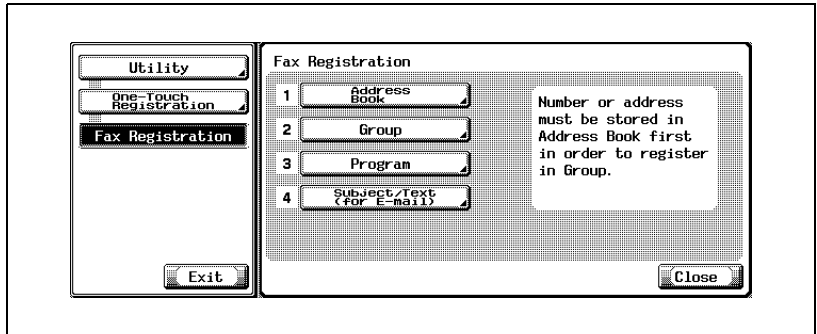 Utility
One-Touch
Registration
Fax Registration
Exit
Fax Registration
1 Address
Book
2 Group
3 Program
4 Subject/Text
(for E-mail)
Number or address
must be stored in
Address Book first
in order to register
in Group.
Close